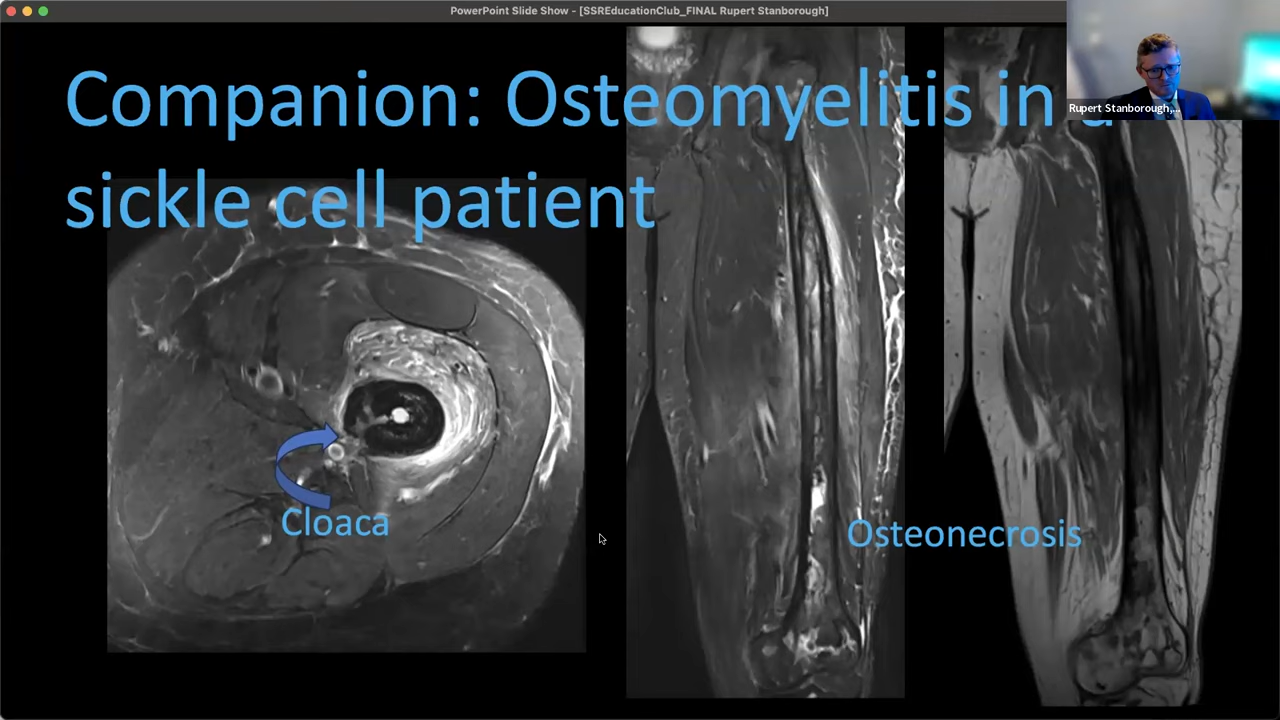 PowerPoint Slide Show - [SSREducationClub_FINAL Rupert Stanborough]
Rupert Stanborough,...
Companion: Osteomyelitis in a
sickle cell patient
Cloaca
Osteonecrosis